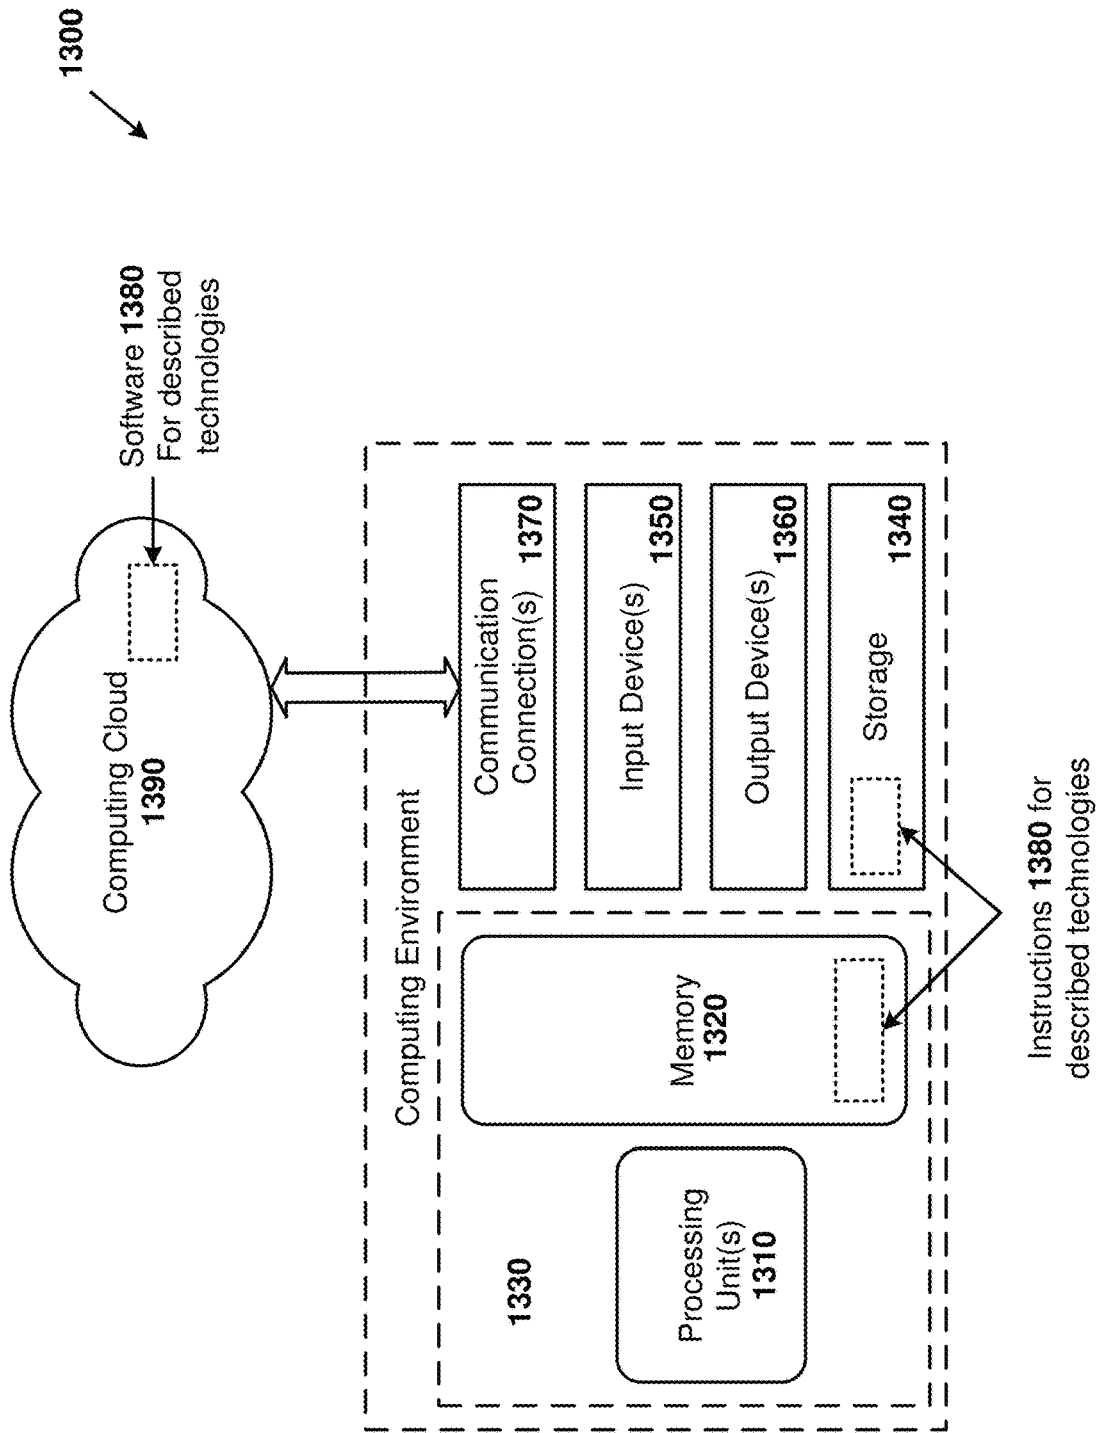 1300
Software 1380
For described
technologies
Computing Cloud
1390
Computing Environment
Communication
Connection(s) 1370
Input Device(s) 1350
Output Device(s) 1360
Storage 1340
1330
Processing
Unit(s)
1310
Memory
1320
Instructions 1380 for
described technologies